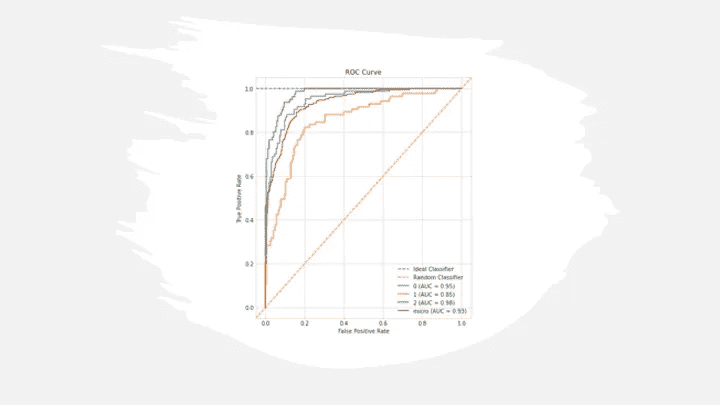 ROC Curve
1.0
0.8
0.6
0.4
0.2
0.0
True Positive Rate
0.0 0.2 0.4 0.6 0.8 1.0
False Positive Rate
Ideal Classifier
Random Classifier
0 (AUC = 0.95)
1 (AUC = 0.85)
2 (AUC = 0.98)
micro (AUC = 0.93)